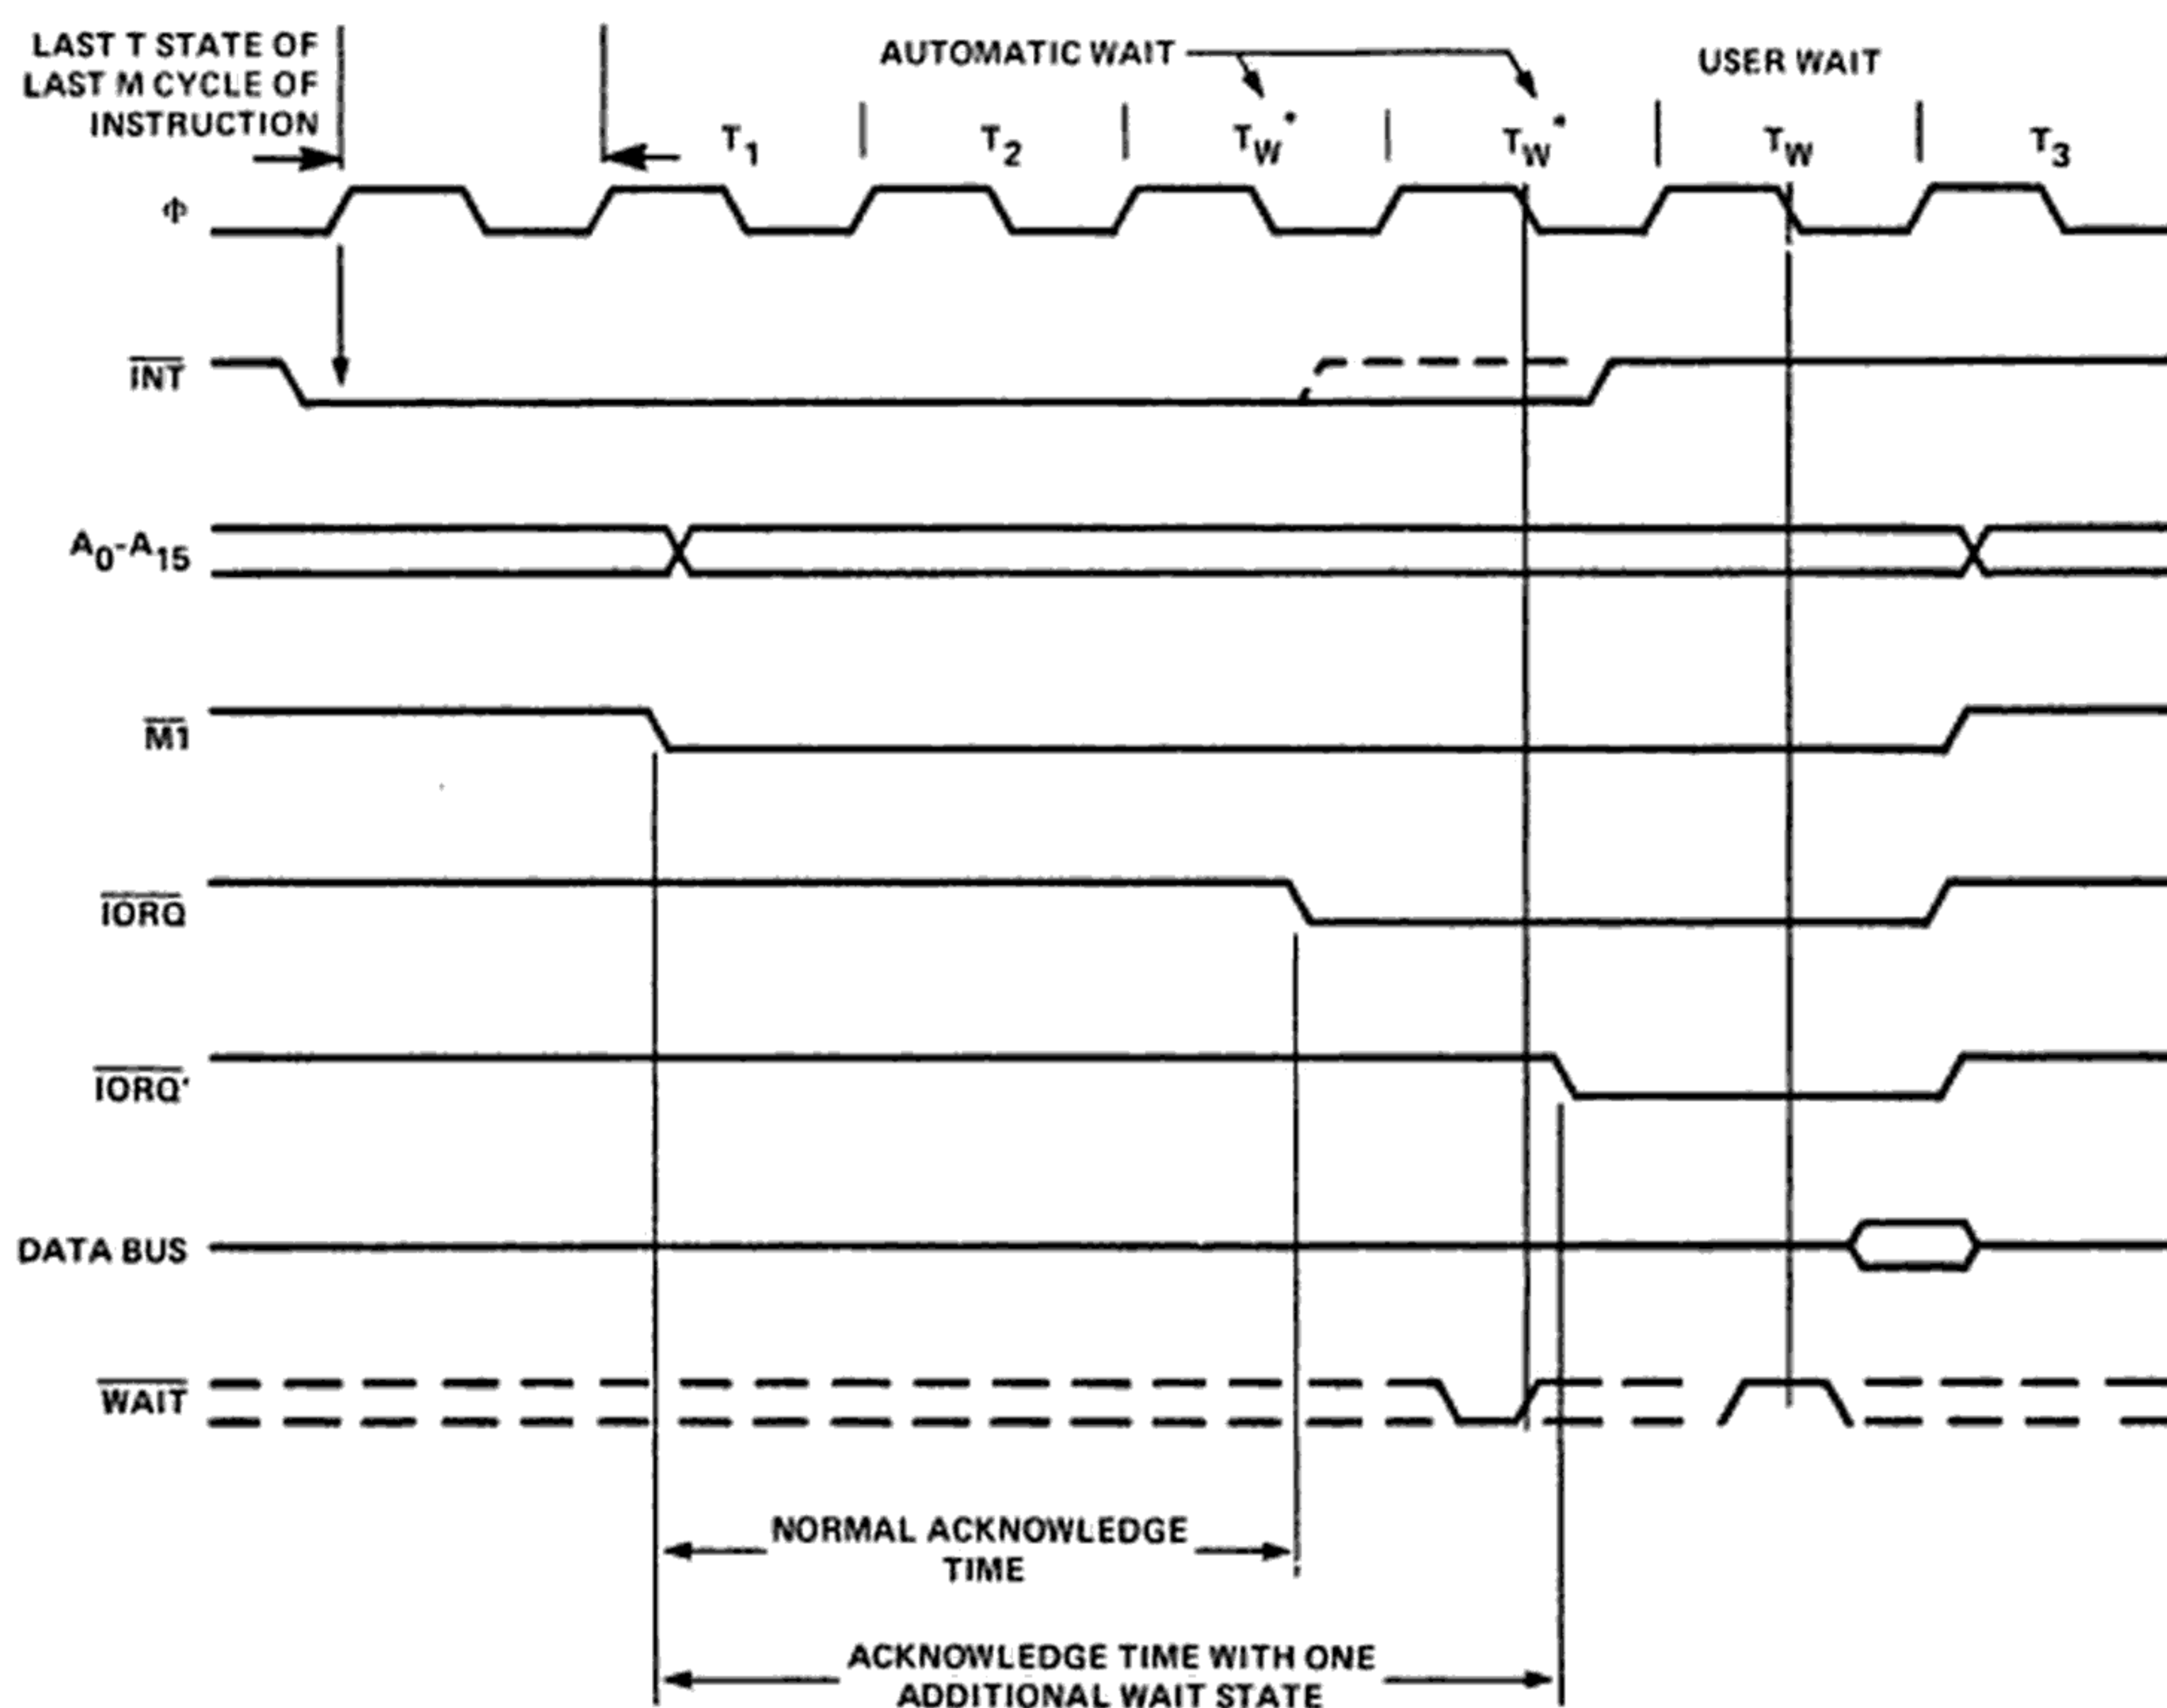 LAST T STATE OF
LAST M CYCLE OF
INSTRUCTION
AUTOMATIC WAIT
USER WAIT
T1 T2 TW* TW* TW T3
Φ
INT
A0-A15
M1
IORQ
IORQ'
DATA BUS
WAIT
NORMAL ACKNOWLEDGE
TIME
ACKNOWLEDGE TIME WITH ONE
ADDITIONAL WAIT STATE